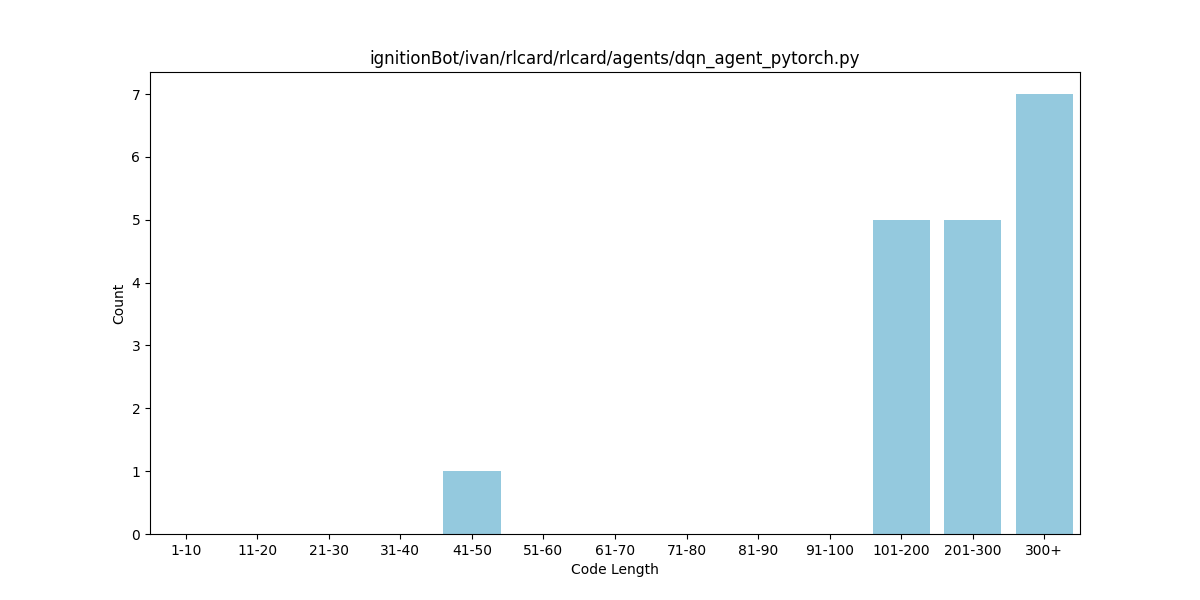 ignitionBot/ivan/rlcard/rlcard/agents/dqn_agent_pytorch.py
Count
7
6
5
4
3
2
1
0
1-10 11-20 21-30 31-40 41-50 51-60 61-70 71-80 81-90 91-100 101-200 201-300 300+
Code Length